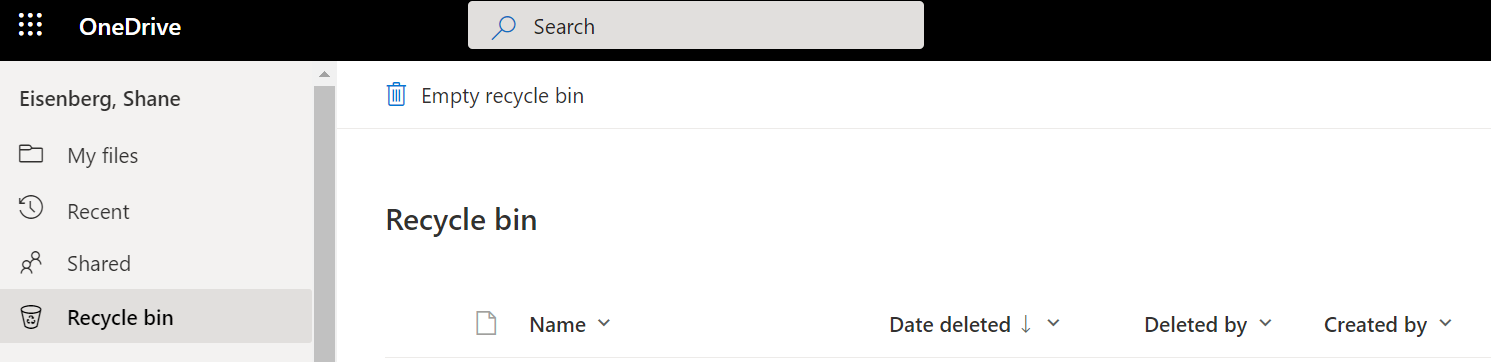 OneDrive
Search
Eisenberg, Shane
My files
Recent
Shared
Recycle bin
Empty recycle bin
Recycle bin
Name Date deleted Deleted by Created by